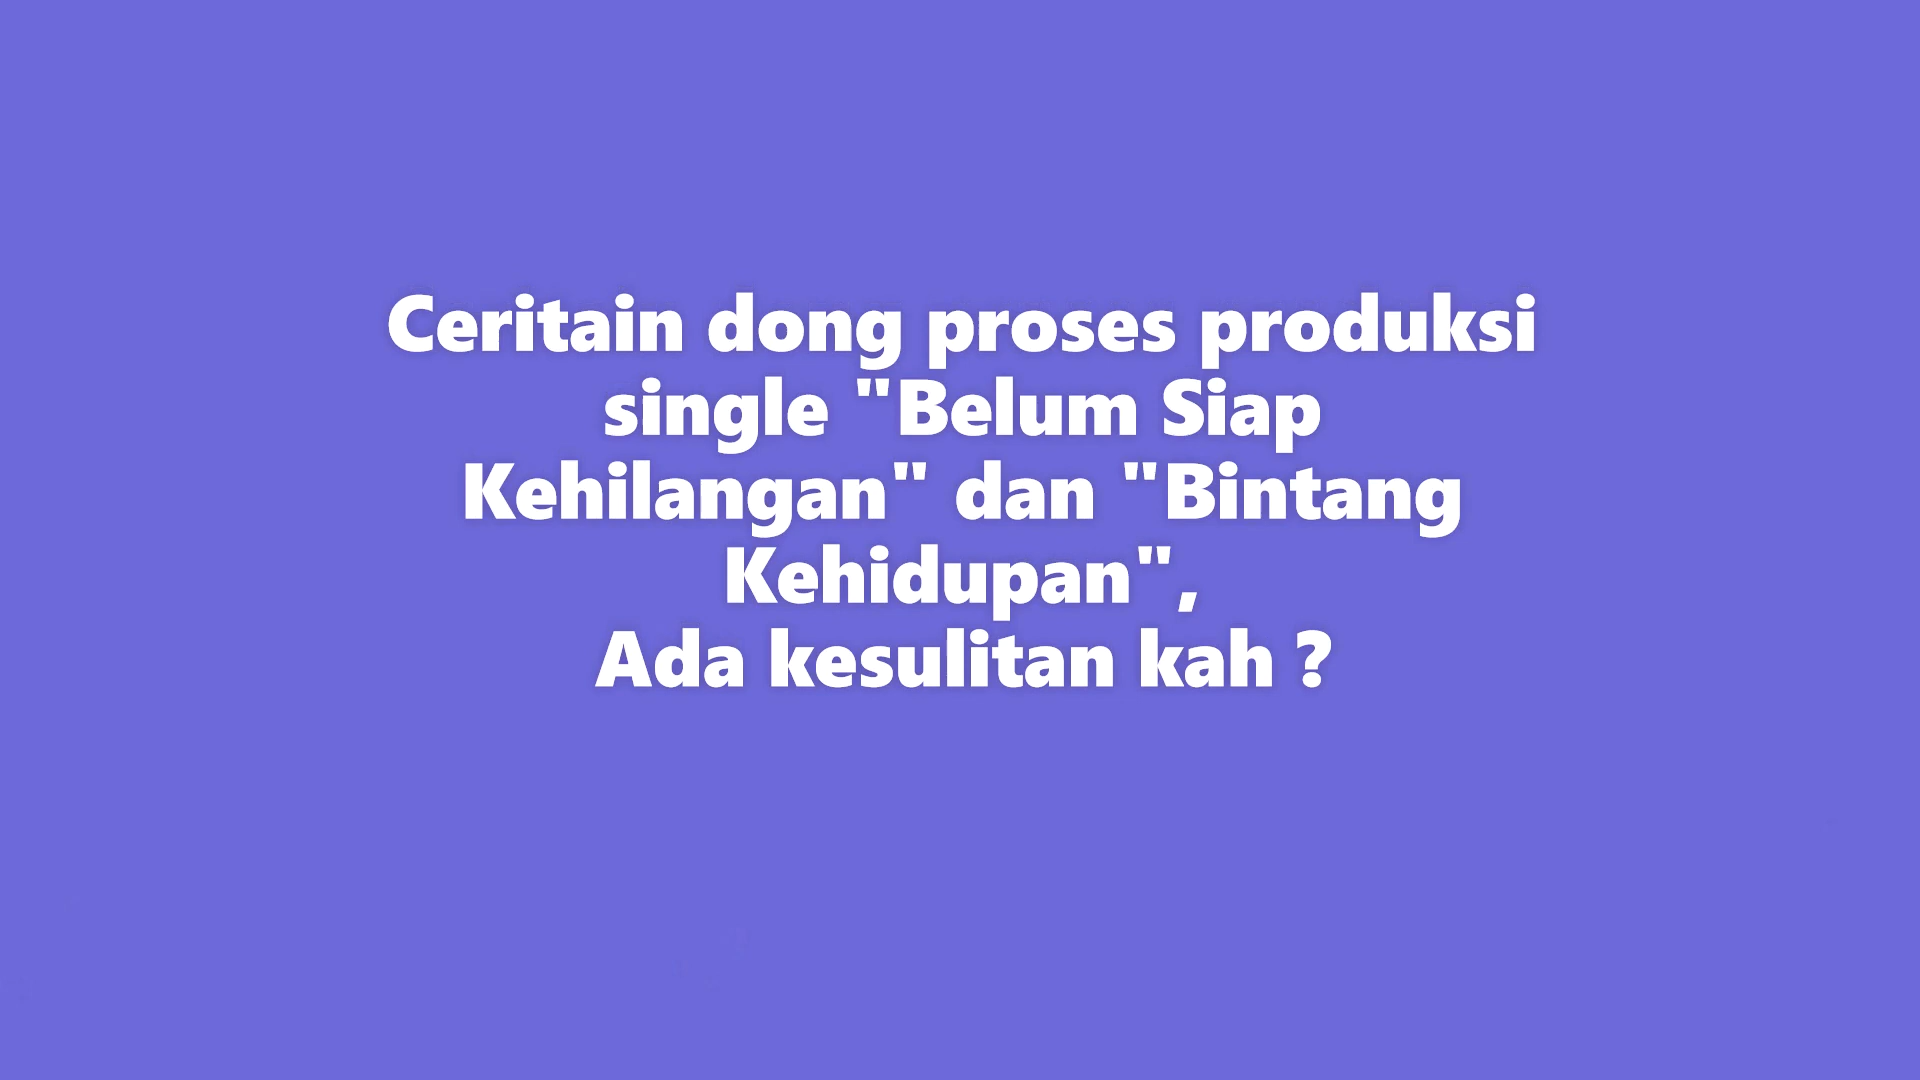 Ceritain dong proses produksi
single "Belum Siap
Kehilangan" dan "Bintang
Kehidupan",
Ada kesulitan kah ?